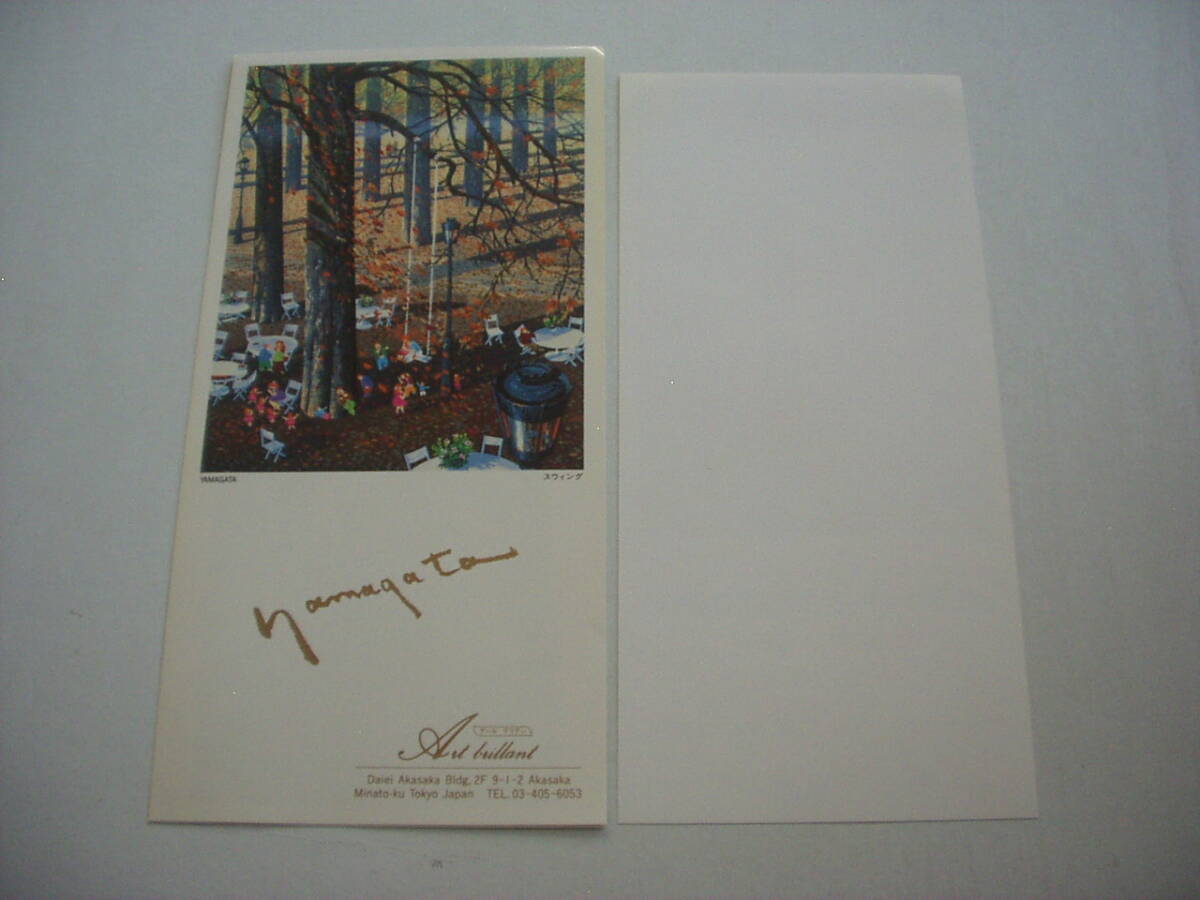 YAMAGATA
スウィング
Yamagata
アール ブリアン
Art brillant
Daiei Akasaka Bldg. 2F 9-1-2 Akasaka
Minato-ku Tokyo Japan TEL. 03-405-6053